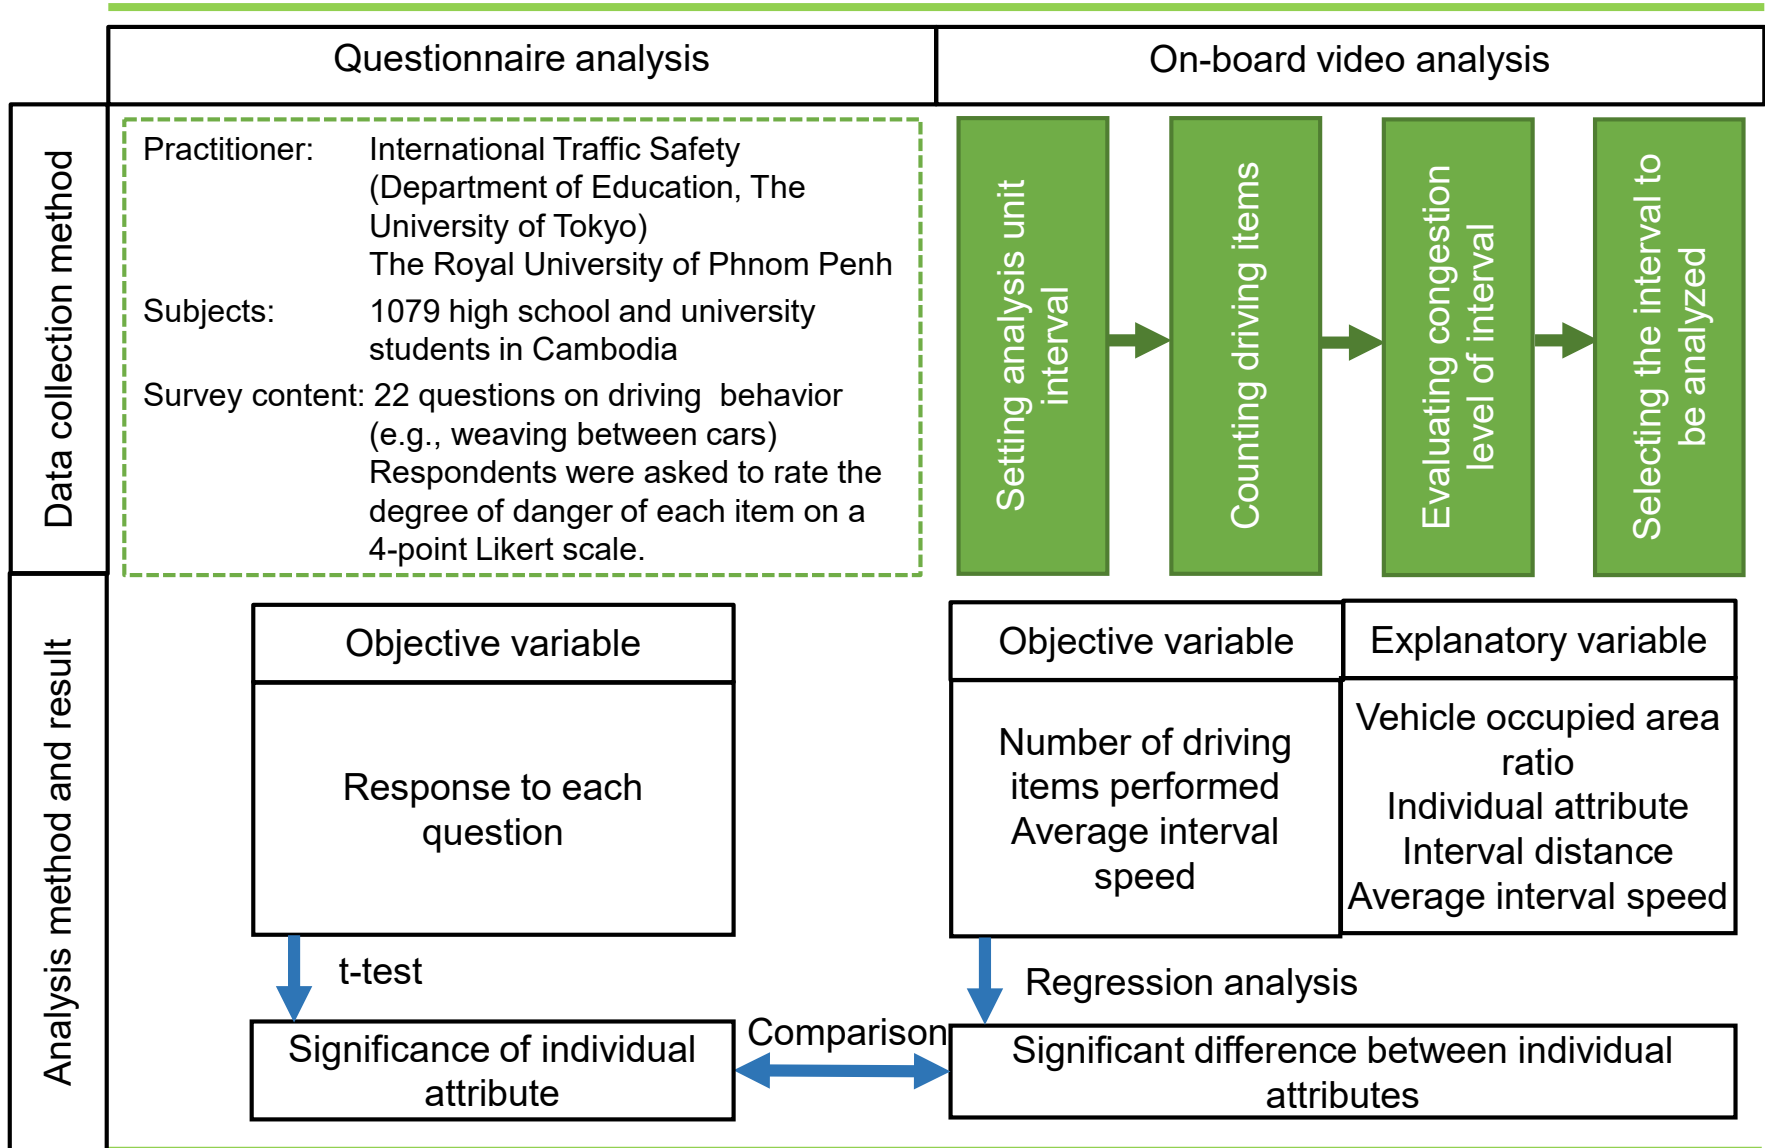 Questionnaire analysis
On-board video analysis
Data collection method
Practitioner: International Traffic Safety
(Department of Education, The
University of Tokyo)
The Royal University of Phnom Penh
Subjects: 1079 high school and university
students in Cambodia
Survey content: 22 questions on driving behavior
(e.g., weaving between cars)
Respondents were asked to rate the
degree of danger of each item on a
4-point Likert scale.
Setting analysis unit
interval
Counting driving items
Evaluating congestion
level of interval
Selecting the interval to
be analyzed
Analysis method and result
Objective variable
Response to each
question
t-test
Significance of individual
attribute
Comparison
Objective variable
Number of driving
items performed
Average interval
speed
Explanatory variable
Vehicle occupied area
ratio
Individual attribute
Interval distance
Average interval speed
Regression analysis
Significant difference between individual
attributes